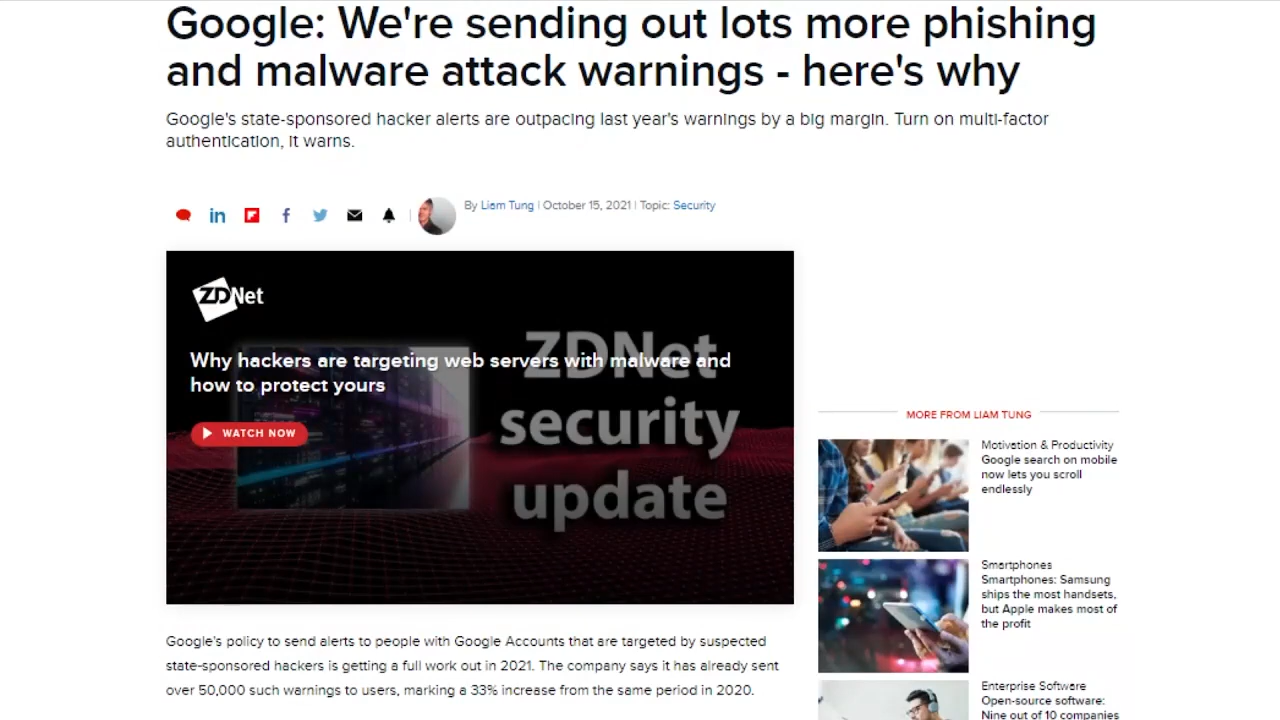 Google: We're sending out lots more phishing
and malware attack warnings - here's why
Google's state-sponsored hacker alerts are outpacing last year's warnings by a big margin. Turn on multi-factor
authentication, it warns.
in
f
By Liam Tung | October 15, 2021 | Topic: Security
ZDNet
Why hackers are targeting web servers with malware and
how to protect yours
WATCH NOW
ZDNet
security
update
Google's policy to send alerts to people with Google Accounts that are targeted by suspected
state-sponsored hackers is getting a full work out in 2021. The company says it has already sent
over 50,000 such warnings to users, marking a 33% increase from the same period in 2020.
MORE FROM LIAM TUNG
Motivation & Productivity
Google search on mobile
now lets you scroll
endlessly
Smartphones
Smartphones: Samsung
ships the most handsets,
but Apple makes most of
the profit
Enterprise Software
Open-source software:
Nine out of 10 companies